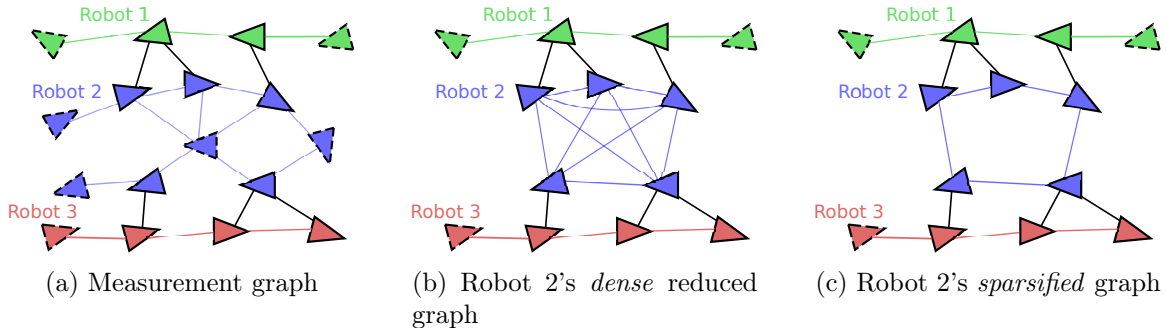 Robot 1
Robot 2
Robot 3
(a) Measurement graph
Robot 1
Robot 2
Robot 3
(b) Robot 2's dense reduced
graph
Robot 1
Robot 2
Robot 3
(c) Robot 2's sparsified graph